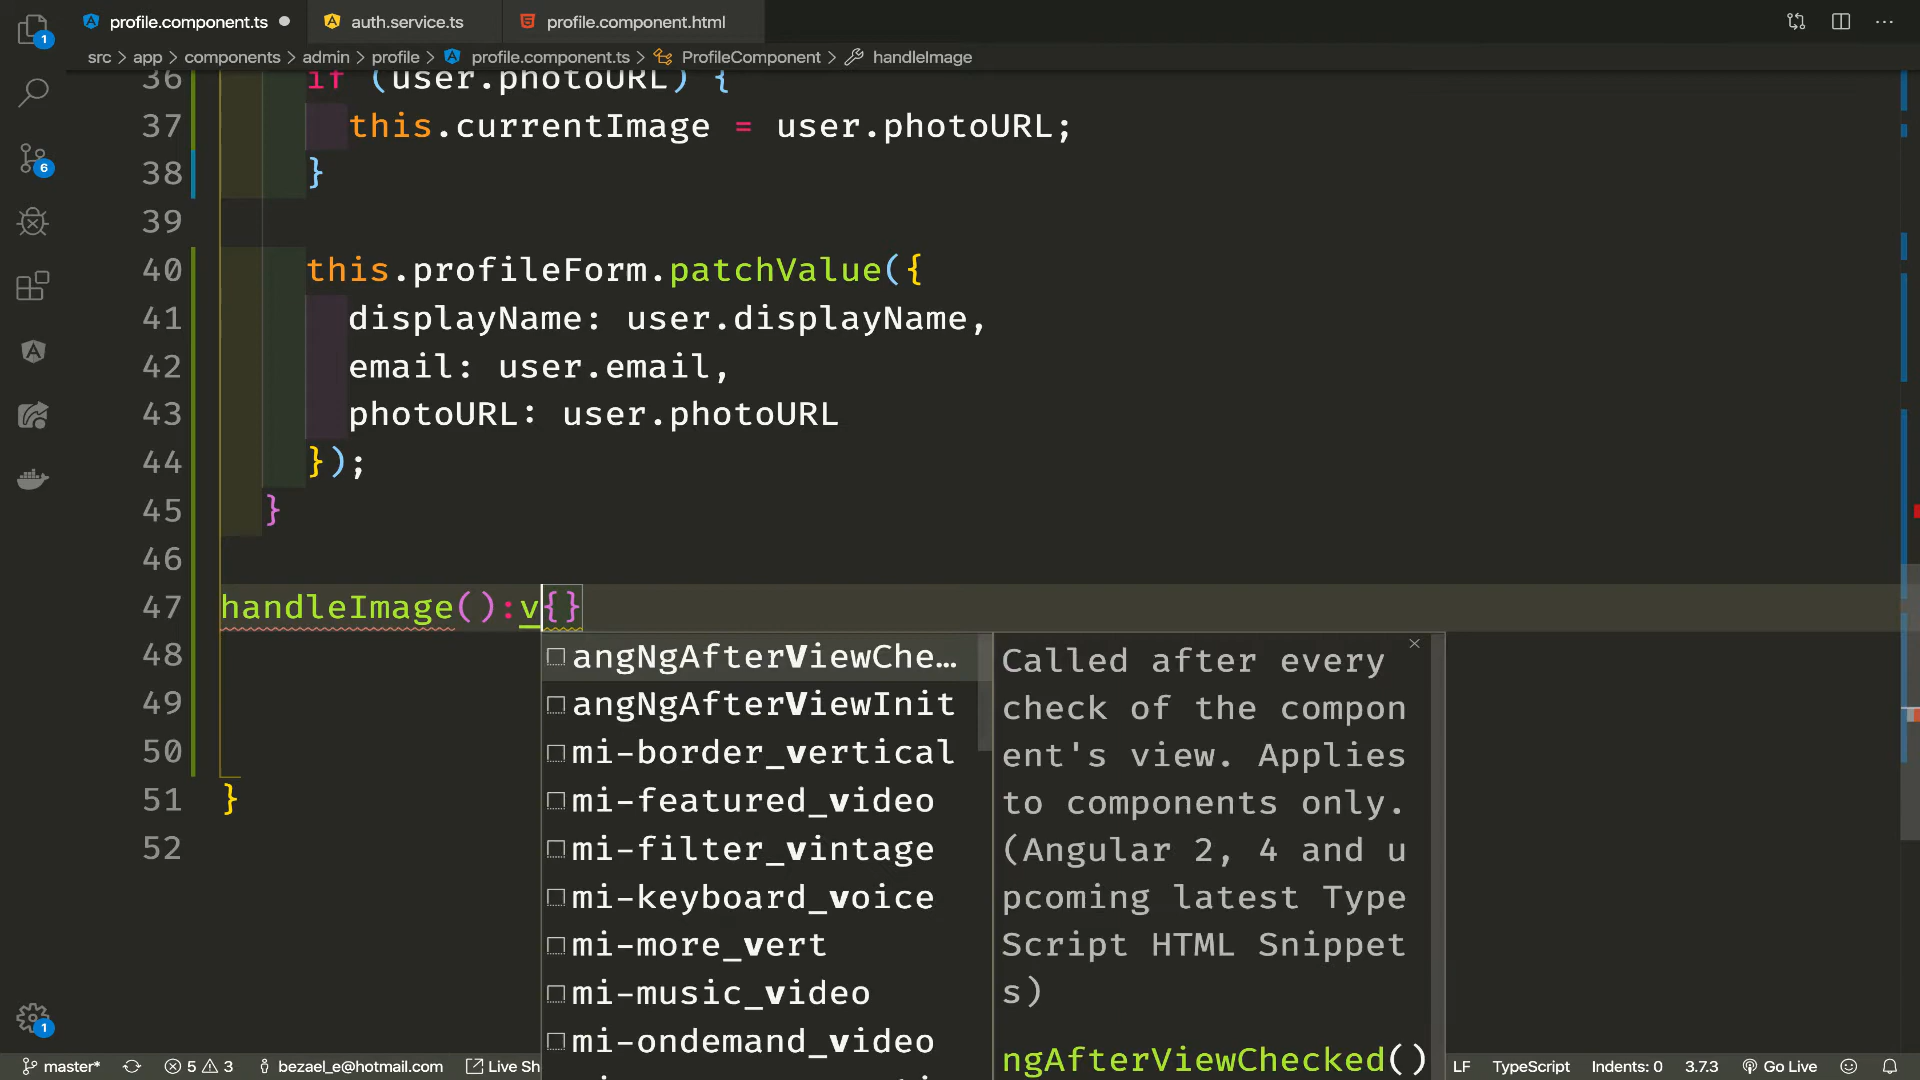 profile.component.ts
auth.service.ts
profile.component.html
src > app > components > admin > profile > profile.component.ts > ProfileComponent > handleImage
36 if (user.photoURL) {
37 this.currentImage = user.photoURL;
38 }
39
40 this.profileForm.patchValue({
41 displayName: user.displayName,
42 email: user.email,
43 photoURL: user.photoURL
44 });
45 }
46
47 handleImage():v{}
48
49
50
51 }
52
angNgAfterViewChe…
angNgAfterViewInit
mi-border_vertical
mi-featured_video
mi-filter_vintage
mi-keyboard_voice
mi-more_vert
mi-music_video
mi-ondemand_video
Called after every
check of the compon
ent's view. Applies
to components only.
(Angular 2, 4 and u
pcoming latest Type
Script HTML Snippet
s)
ngAfterViewChecked()
1
6
1
master* 5 3 bezael_e@hotmail.com Live Sh LF TypeScript Indents: 0 3.7.3 Go Live